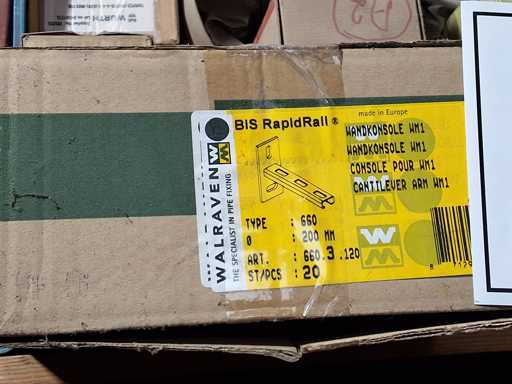 WURTH
BIS RapidRail ®
made in Europe
WANDKONSOLE WM1
WANDKONSOLE WM1
CONSOLE POUR WM1
CANTILEVER ARM WM1
WALRAVEN
THE SPECIALIST IN PIPE FIXING
TYPE : 660
Ø : 200 MM
ART. : 660.3.120
ST/PCS : 20